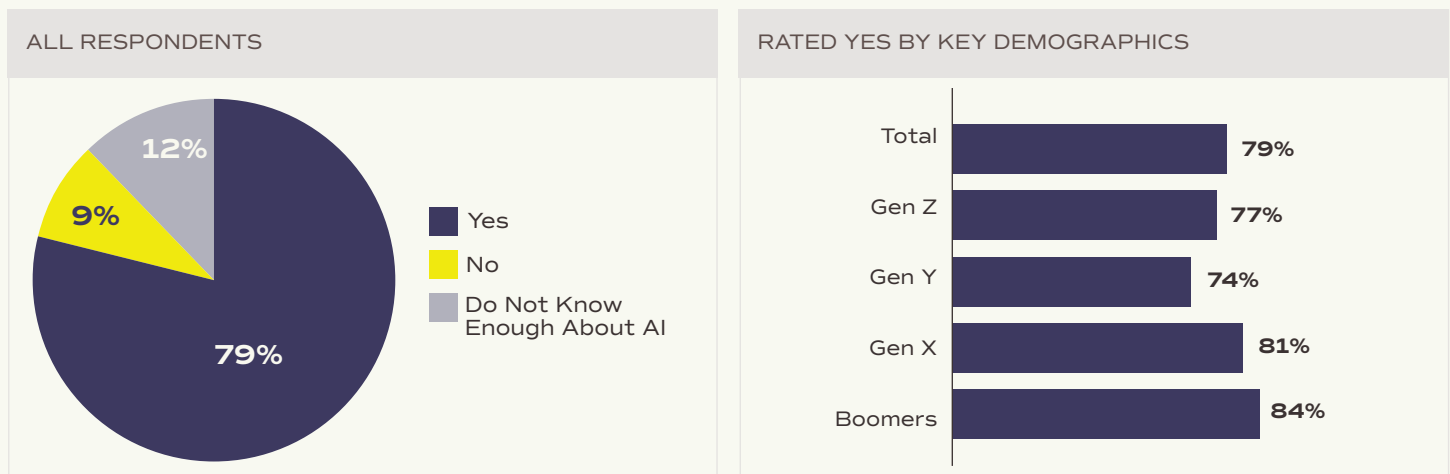 ALL RESPONDENTS
12%
9%
79%
Yes
No
Do Not Know
Enough About AI
RATED YES BY KEY DEMOGRAPHICS
Total
79%
Gen Z
77%
Gen Y
74%
Gen X
81%
Boomers
84%